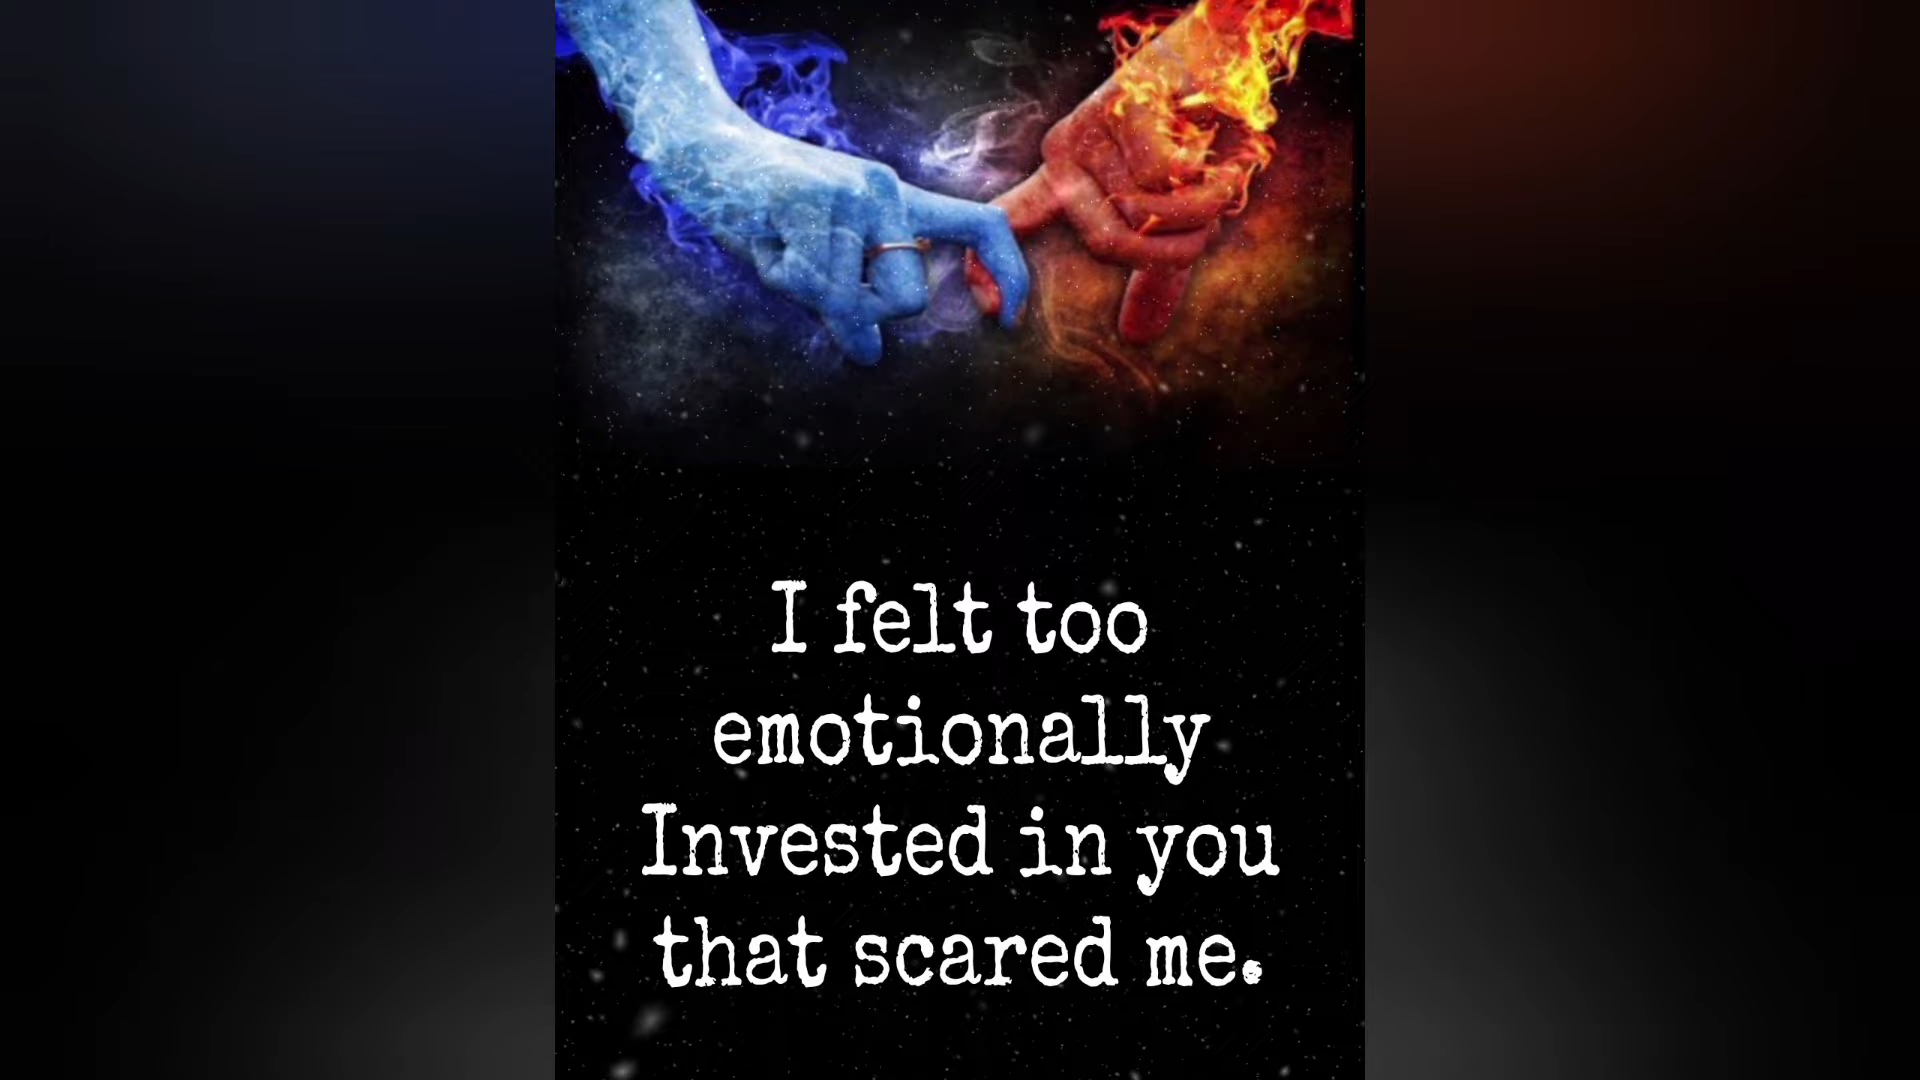 I felt too
emotionally
Invested in you
that scared me.